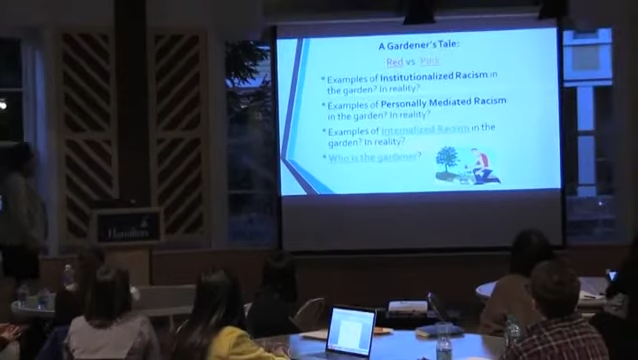 A Gardener's Tale:
Red vs. Pink
* Examples of Institutionalized Racism in
the garden? In reality?
* Examples of Personally Mediated Racism
in the garden? In reality?
* Examples of Internalized Racism in the
garden? In reality?
* Who is the gardener?
Hamilton